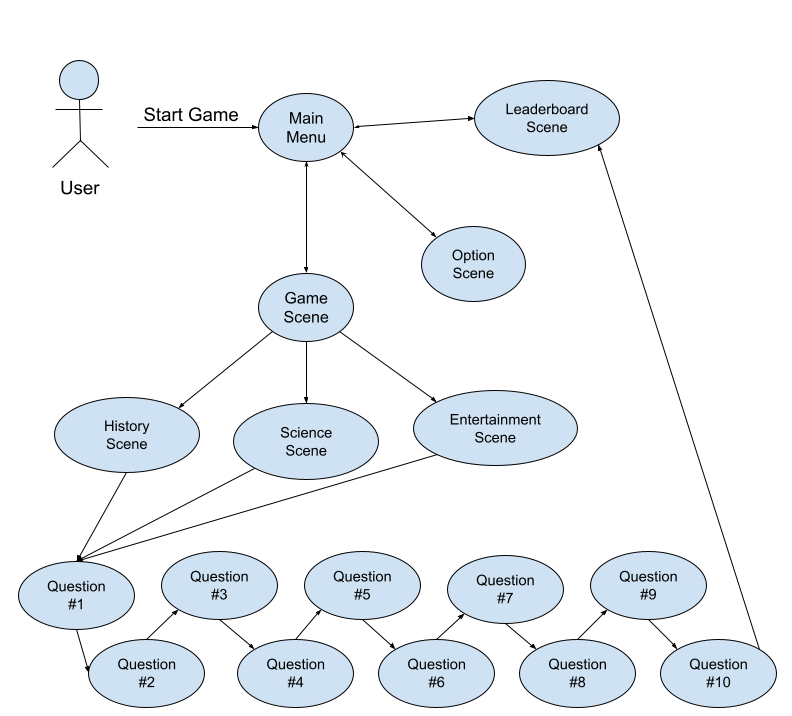 Start Game
User
Main
Menu
Leaderboard
Scene
Option
Scene
Game
Scene
History
Scene
Science
Scene
Entertainment
Scene
Question
#1
Question
#2
Question
#3
Question
#4
Question
#5
Question
#6
Question
#7
Question
#8
Question
#9
Question
#10